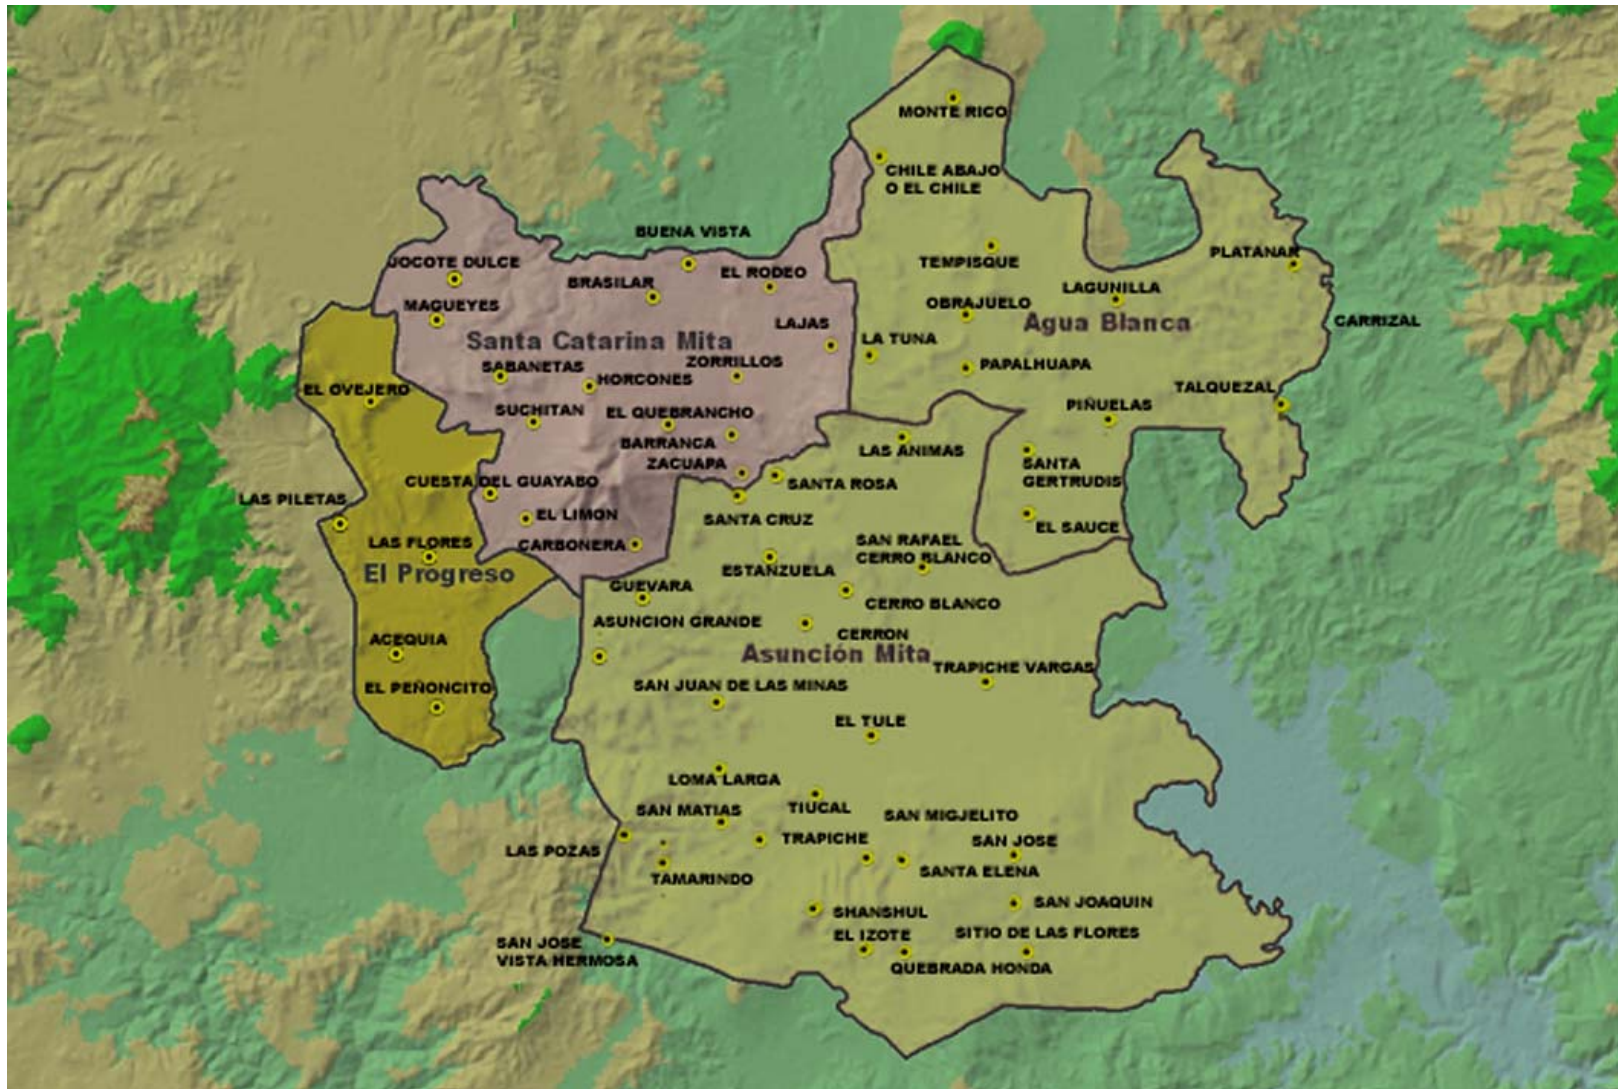 MONTE RICO
CHILE ABAJO
O EL CHILE
BUENA VISTA
JOCOTE DULCE
BRASILAR
EL RODEO
TEMPISQUE
PLATANAR
MAGUEYES
LAGUNILLA
OBRAJUELO
LAJAS
Agua Blanca
CARRIZAL
Santa Catarina Mita
LA TUNA
SABANETAS
ZORRILLOS
HORCONES
PAPALHUAPA
EL OVEJERO
TALQUEZAL
SUCHITAN
EL QUEBRANCHO
PIÑUELAS
BARRANCA
LAS ANIMAS
ZACUAPA
SANTA
GERTRUDIS
CUESTA DEL GUAYABO
SANTA ROSA
LAS PILETAS
EL LIMON
SANTA CRUZ
EL SAUCE
LAS FLORES
CARBONERA
SAN RAFAEL
CERRO BLANCO
El Progreso
ESTANZUELA
GUEVARA
CERRO BLANCO
ASUNCION GRANDE
CERRON
ACEQUIA
Asunción Mita
TRAPICHE VARGAS
EL PEÑONCITO
SAN JUAN DE LAS MINAS
EL TULE
LOMA LARGA
SAN MATIAS
TIUCAL
SAN MIGJELITO
LAS POZAS
TRAPICHE
SAN JOSE
TAMARINDO
SANTA ELENA
SHANSHUL
SAN JOAQUIN
EL IZOTE
SITIO DE LAS FLORES
SAN JOSE
VISTA HERMOSA
QUEBRADA HONDA